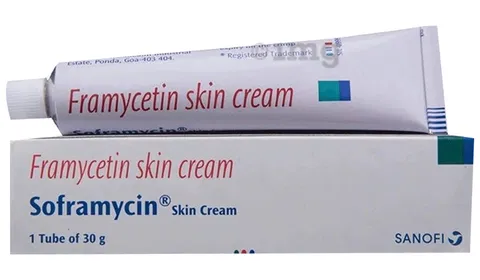 Estate, Ponda, Goa-403 404.
* Registered Trademark
Framycetin skin cream
Soframycin®
Framycetin skin cream
Soframycin® Skin Cream
1 Tube of 30 g
SANOFI